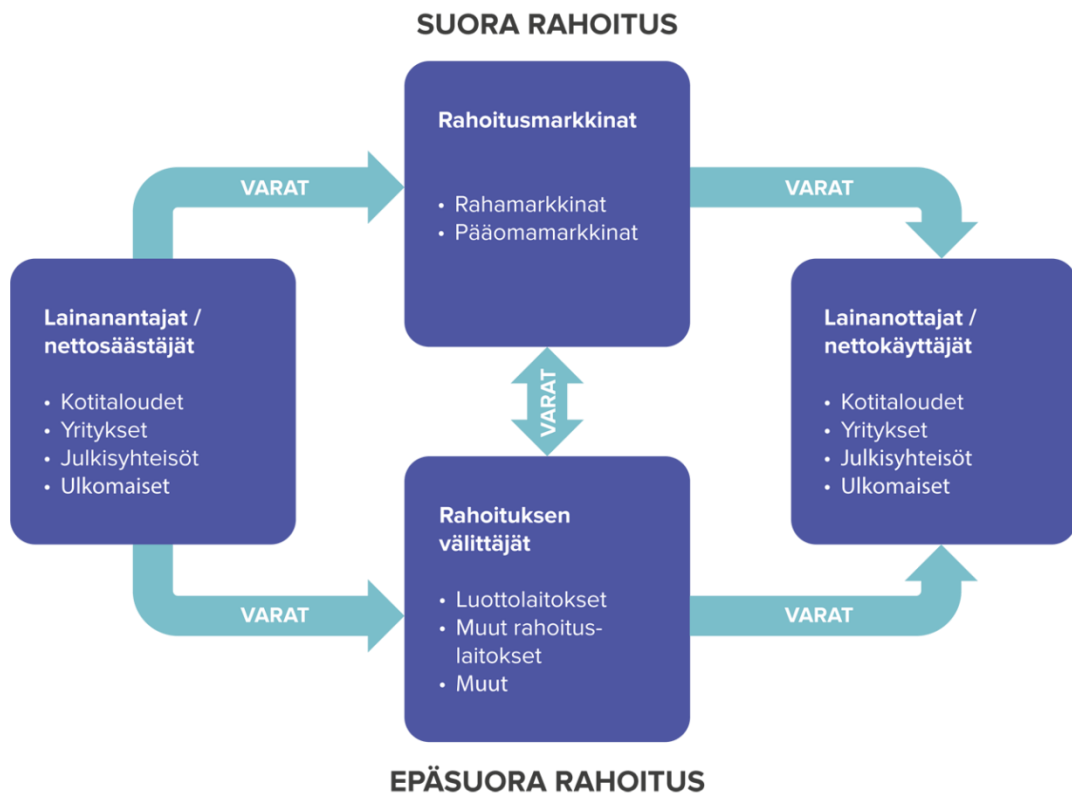 SUORA RAHOITUS
Rahoitusmarkkinat
• Rahamarkkinat
• Pääomamarkkinat
VARAT
VARAT
Lainanantajat /
nettosäästäjät
• Kotitaloudet
• Yritykset
• Julkisyhteisöt
• Ulkomaiset
VARAT
Lainanottajat /
nettokäyttäjät
• Kotitaloudet
• Yritykset
• Julkisyhteisöt
• Ulkomaiset
Rahoituksen
välittäjät
• Luottolaitokset
• Muut rahoitus-
laitokset
• Muut
VARAT
VARAT
EPÄSUORA RAHOITUS